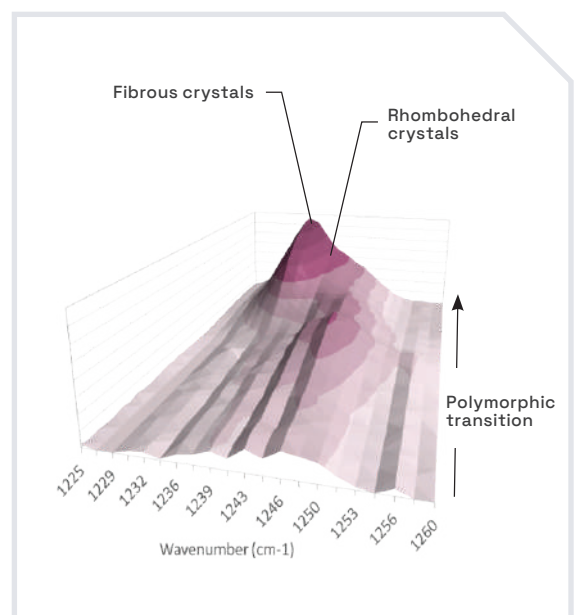 Fibrous crystals
Rhombohedral
crystals
Polymorphic
transition
1225
1229
1232
1236
1239
1243
1246
1250
1253
1256
1260
Wavenumber (cm-1)